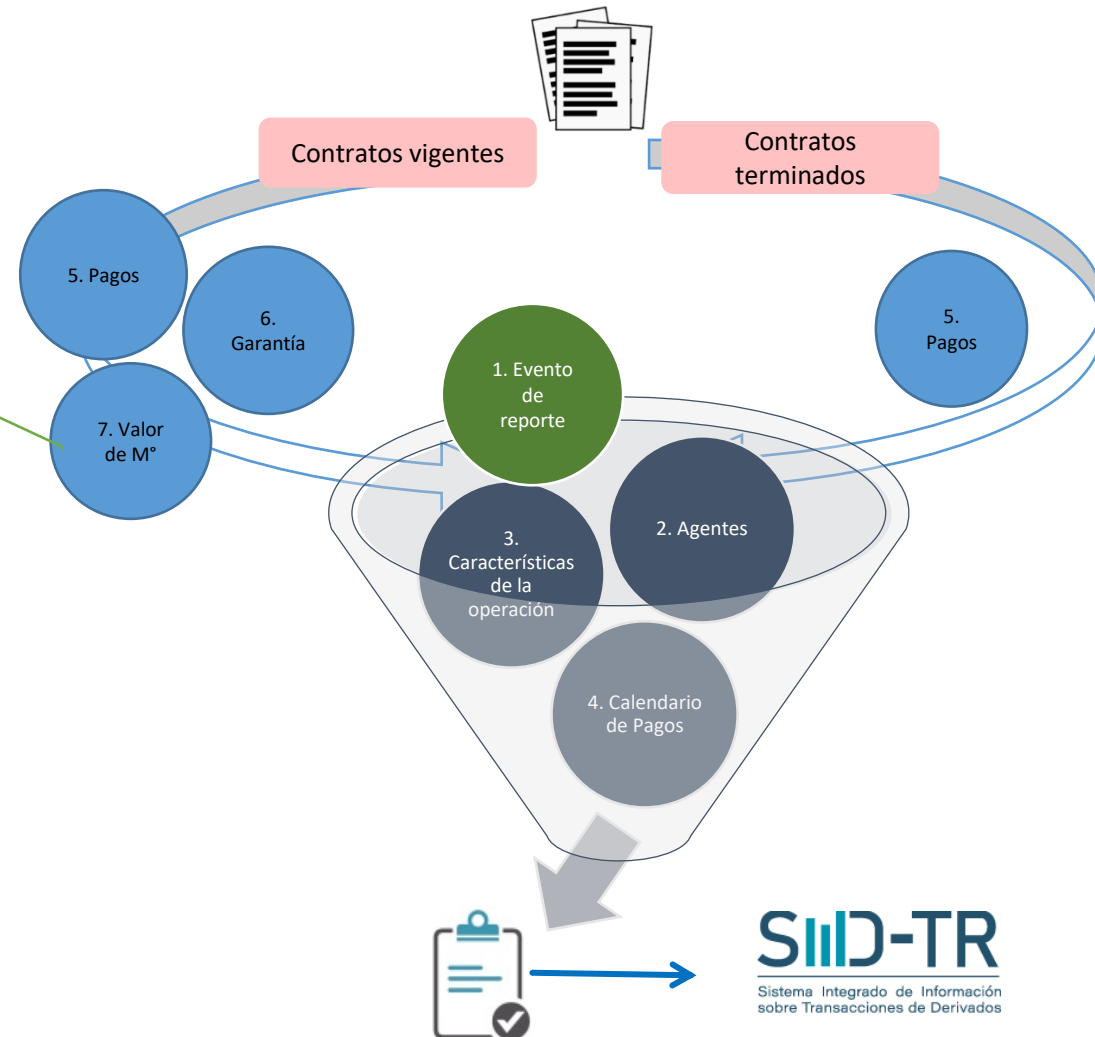 Contratos vigentes
Contratos
terminados
5. Pagos
6.
Garantía
7. Valor
de M°
5.
Pagos
1. Evento
de
reporte
2. Agentes
3.
Características
de la
operación
4. Calendario
de Pagos
SIID-TR
Sistema Integrado de Información
sobre Transacciones de Derivados